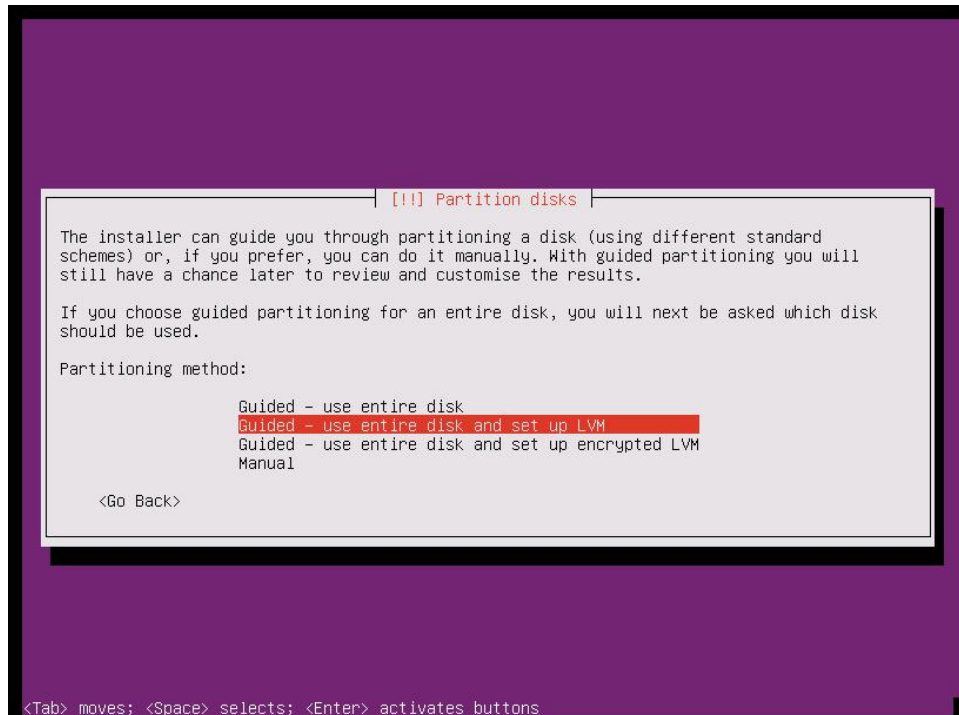 [!!] Partition disks
The installer can guide you through partitioning a disk (using different standard
schemes) or, if you prefer, you can do it manually. With guided partitioning you will
still have a chance later to review and customise the results.
If you choose guided partitioning for an entire disk, you will next be asked which disk
should be used.
Partitioning method:
Guided – use entire disk
Guided – use entire disk and set up LVM
Guided – use entire disk and set up encrypted LVM
Manual
<Go Back>
<Tab> moves; <Space> selects; <Enter> activates buttons